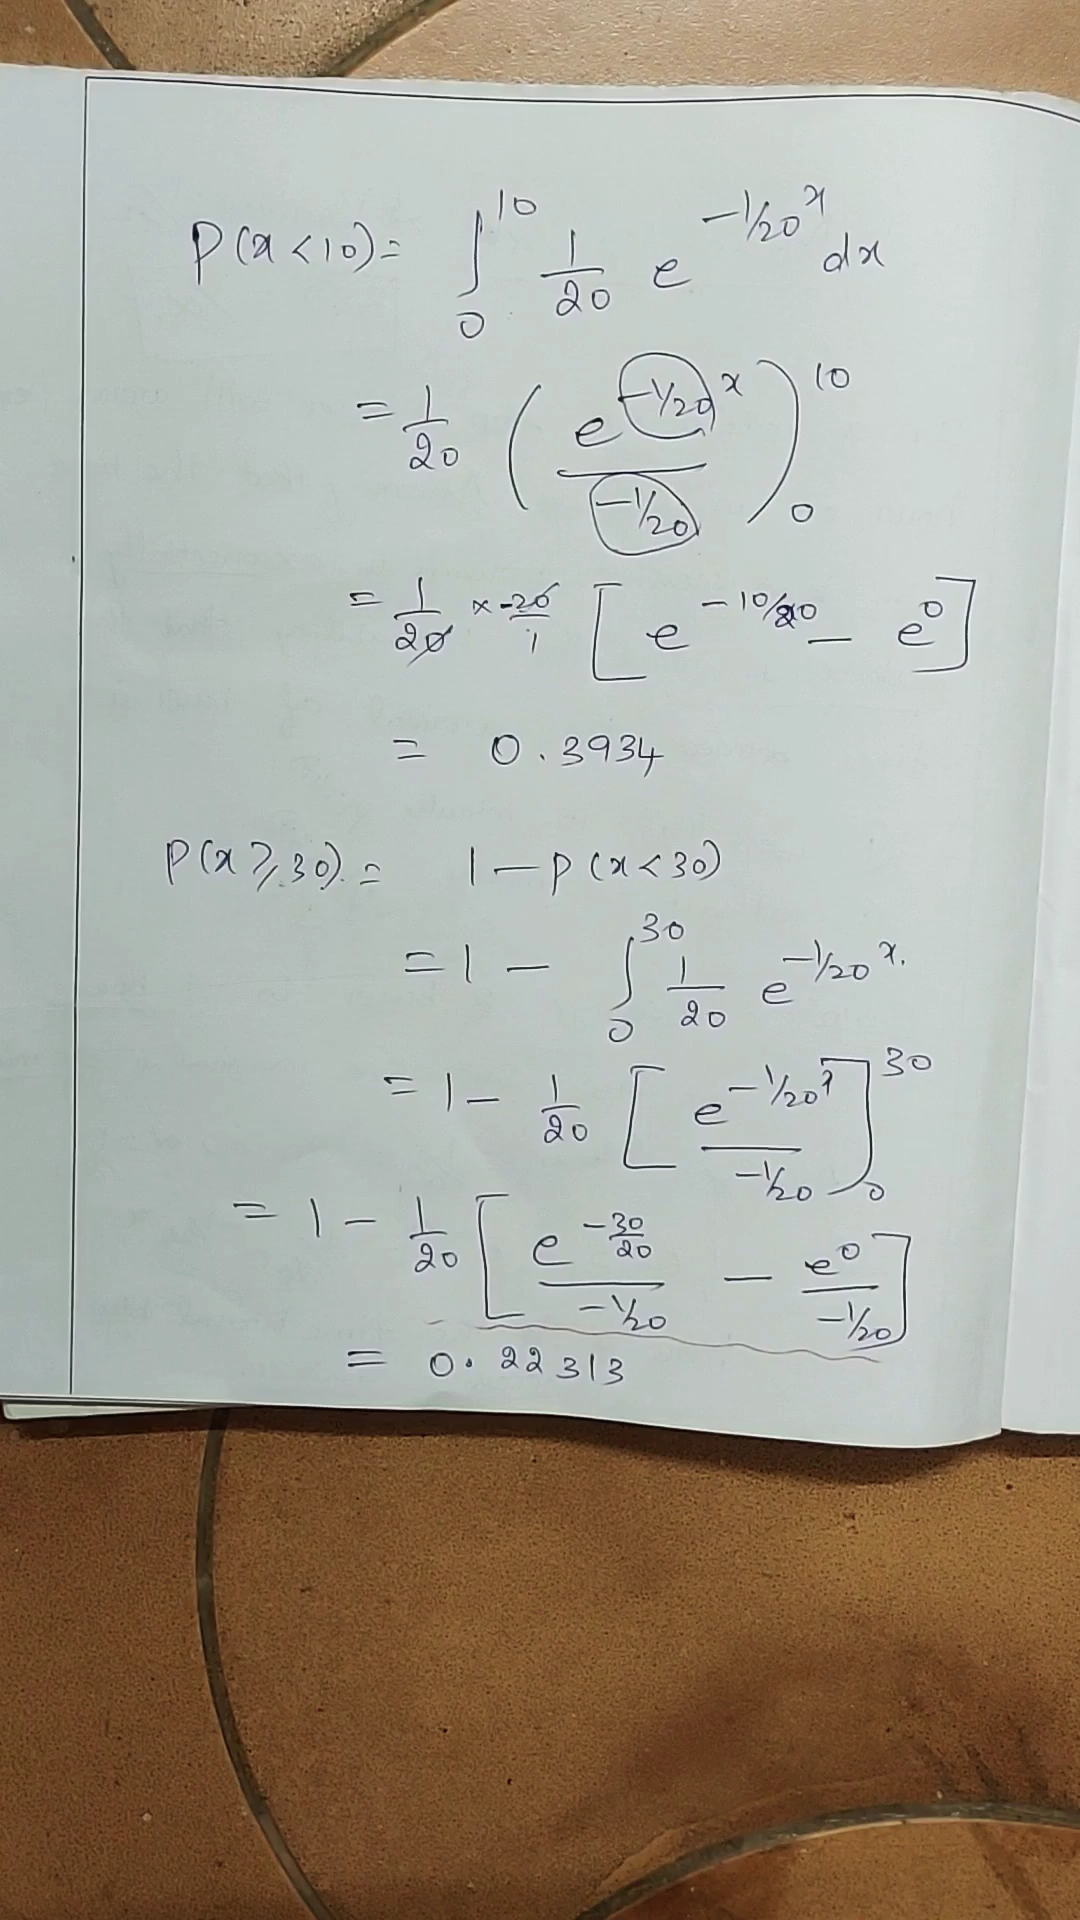 P(x<10)= ∫₀¹⁰ 1/20 e^(-1/20 x) dx
= 1/20 ( e^(-1/20 x) / (-1/20) )₀¹⁰
= 1/20 × -20/1 [ e^(-10/20) - e^0 ]
= 0.3934
P(x≥30) = 1-P(x<30)
= 1 - ∫₀³⁰ 1/20 e^(-1/20 x).
= 1 - 1/20 [ e^(-1/20 x) / (-1/20) ]₀³⁰
= 1 - 1/20 [ e^(-30/20) / (-1/20) - e^0 / (-1/20) ]
= 0.22313